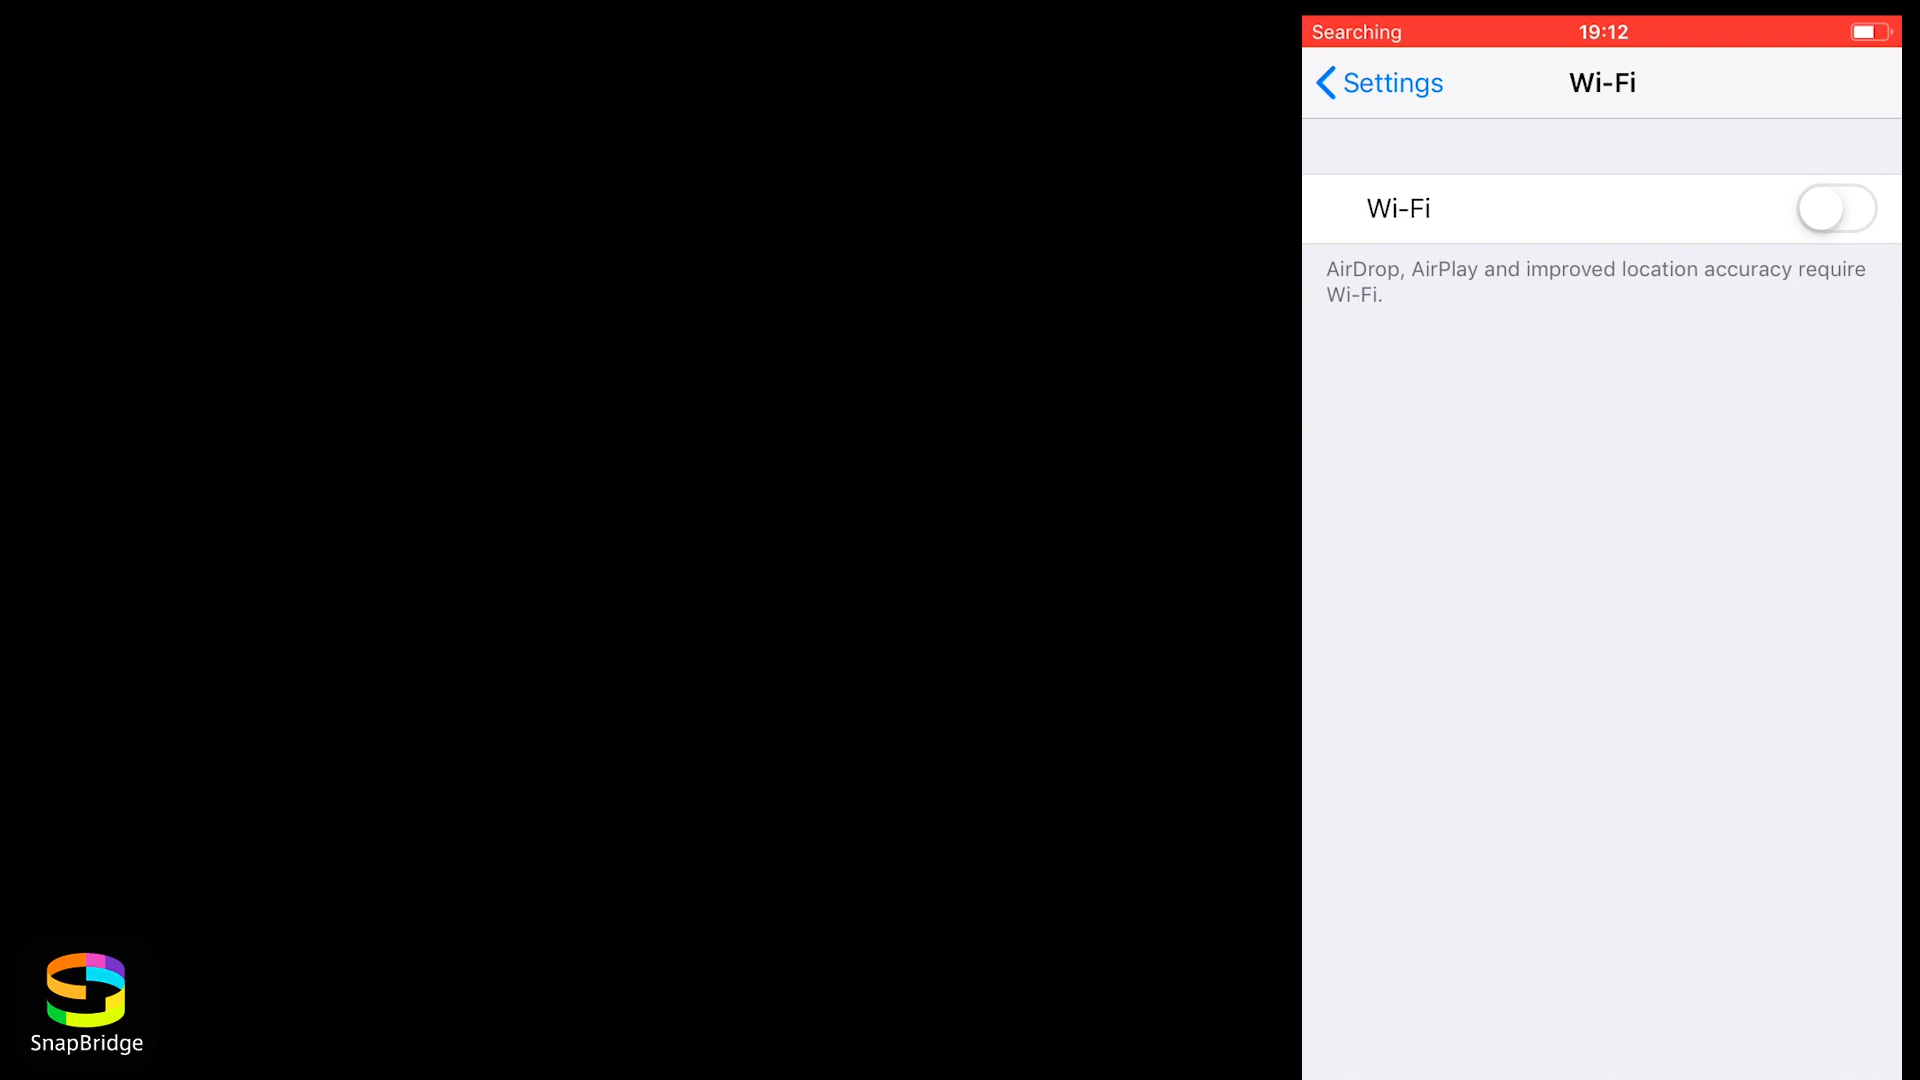 Searching 19:12
Settings Wi-Fi
Wi-Fi
AirDrop, AirPlay and improved location accuracy require
Wi-Fi.
SnapBridge